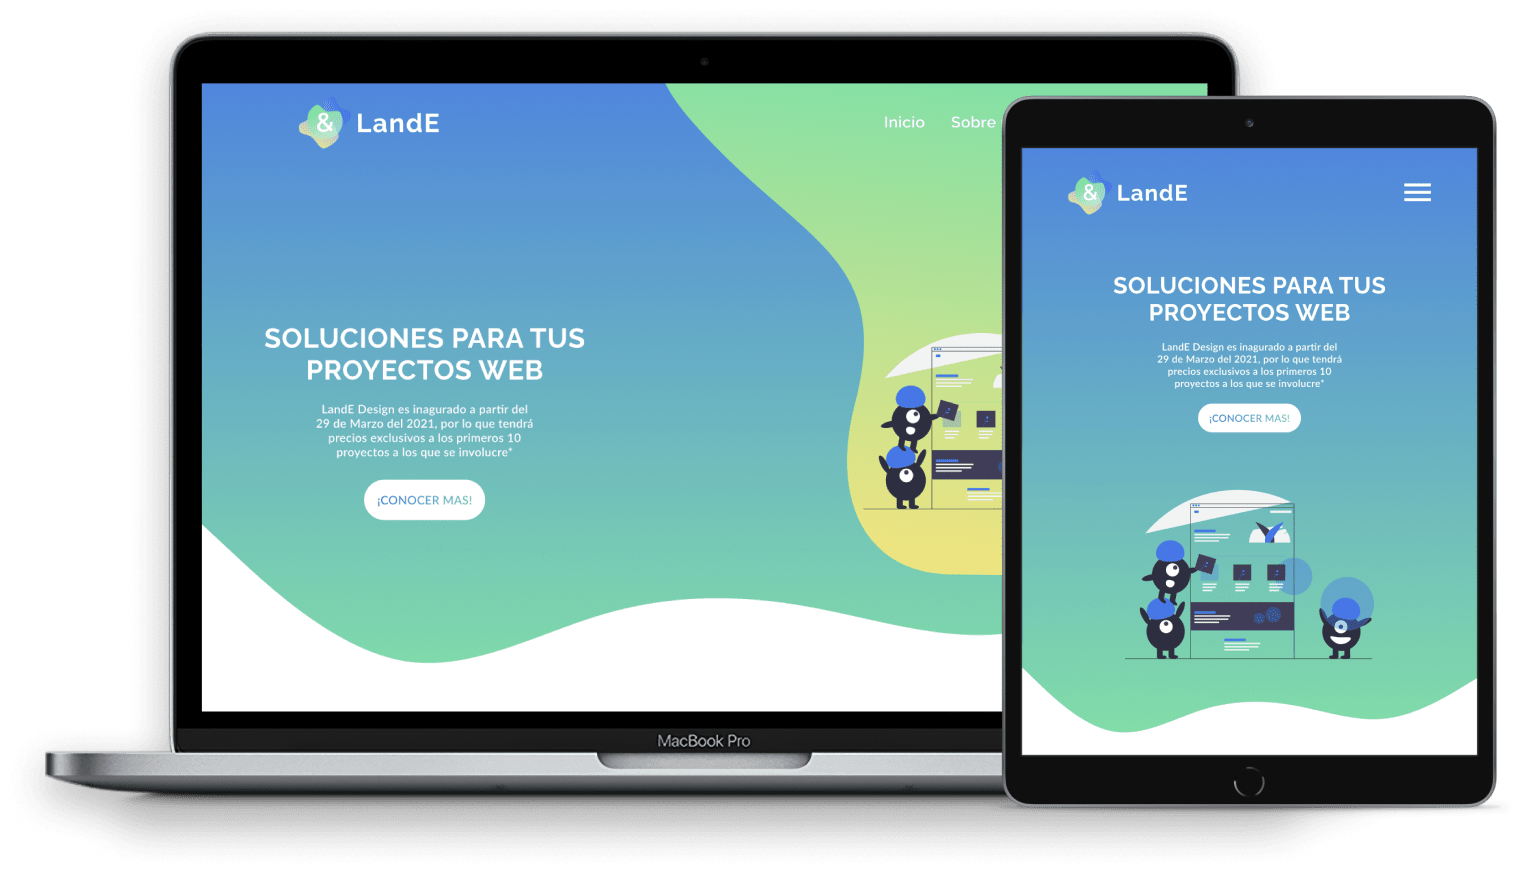 & LandE
Inicio Sobre
SOLUCIONES PARA TUS
PROYECTOS WEB
LandE Design es inagurado a partir del
29 de Marzo del 2021, por lo que tendrá
precios exclusivos a los primeros 10
proyectos a los que se involucre*
¡CONOCER MAS!
MacBook Pro
& LandE
SOLUCIONES PARA TUS
PROYECTOS WEB
LandE Design es inagurado a partir del
29 de Marzo del 2021, por lo que tendrá
precios exclusivos a los primeros 10
proyectos a los que se involucre*
¡CONOCER MAS!